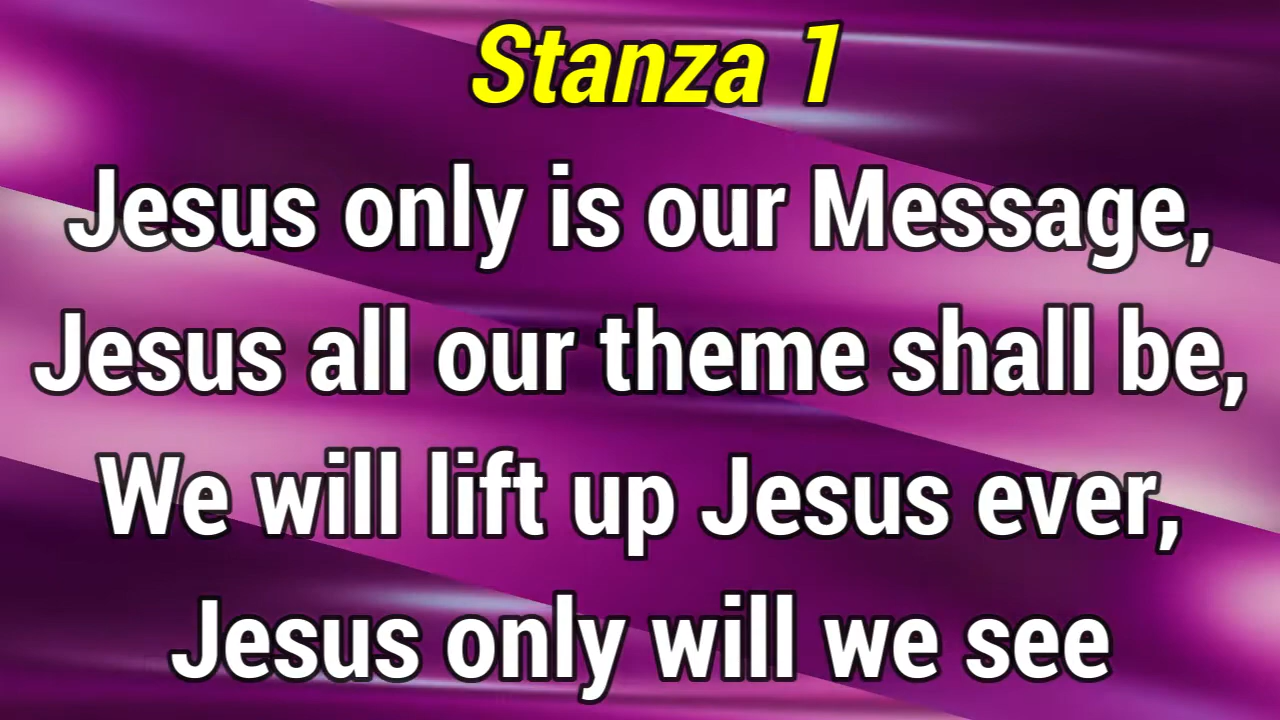 Stanza 1
Jesus only is our Message,
Jesus all our theme shall be,
We will lift up Jesus ever,
Jesus only will we see